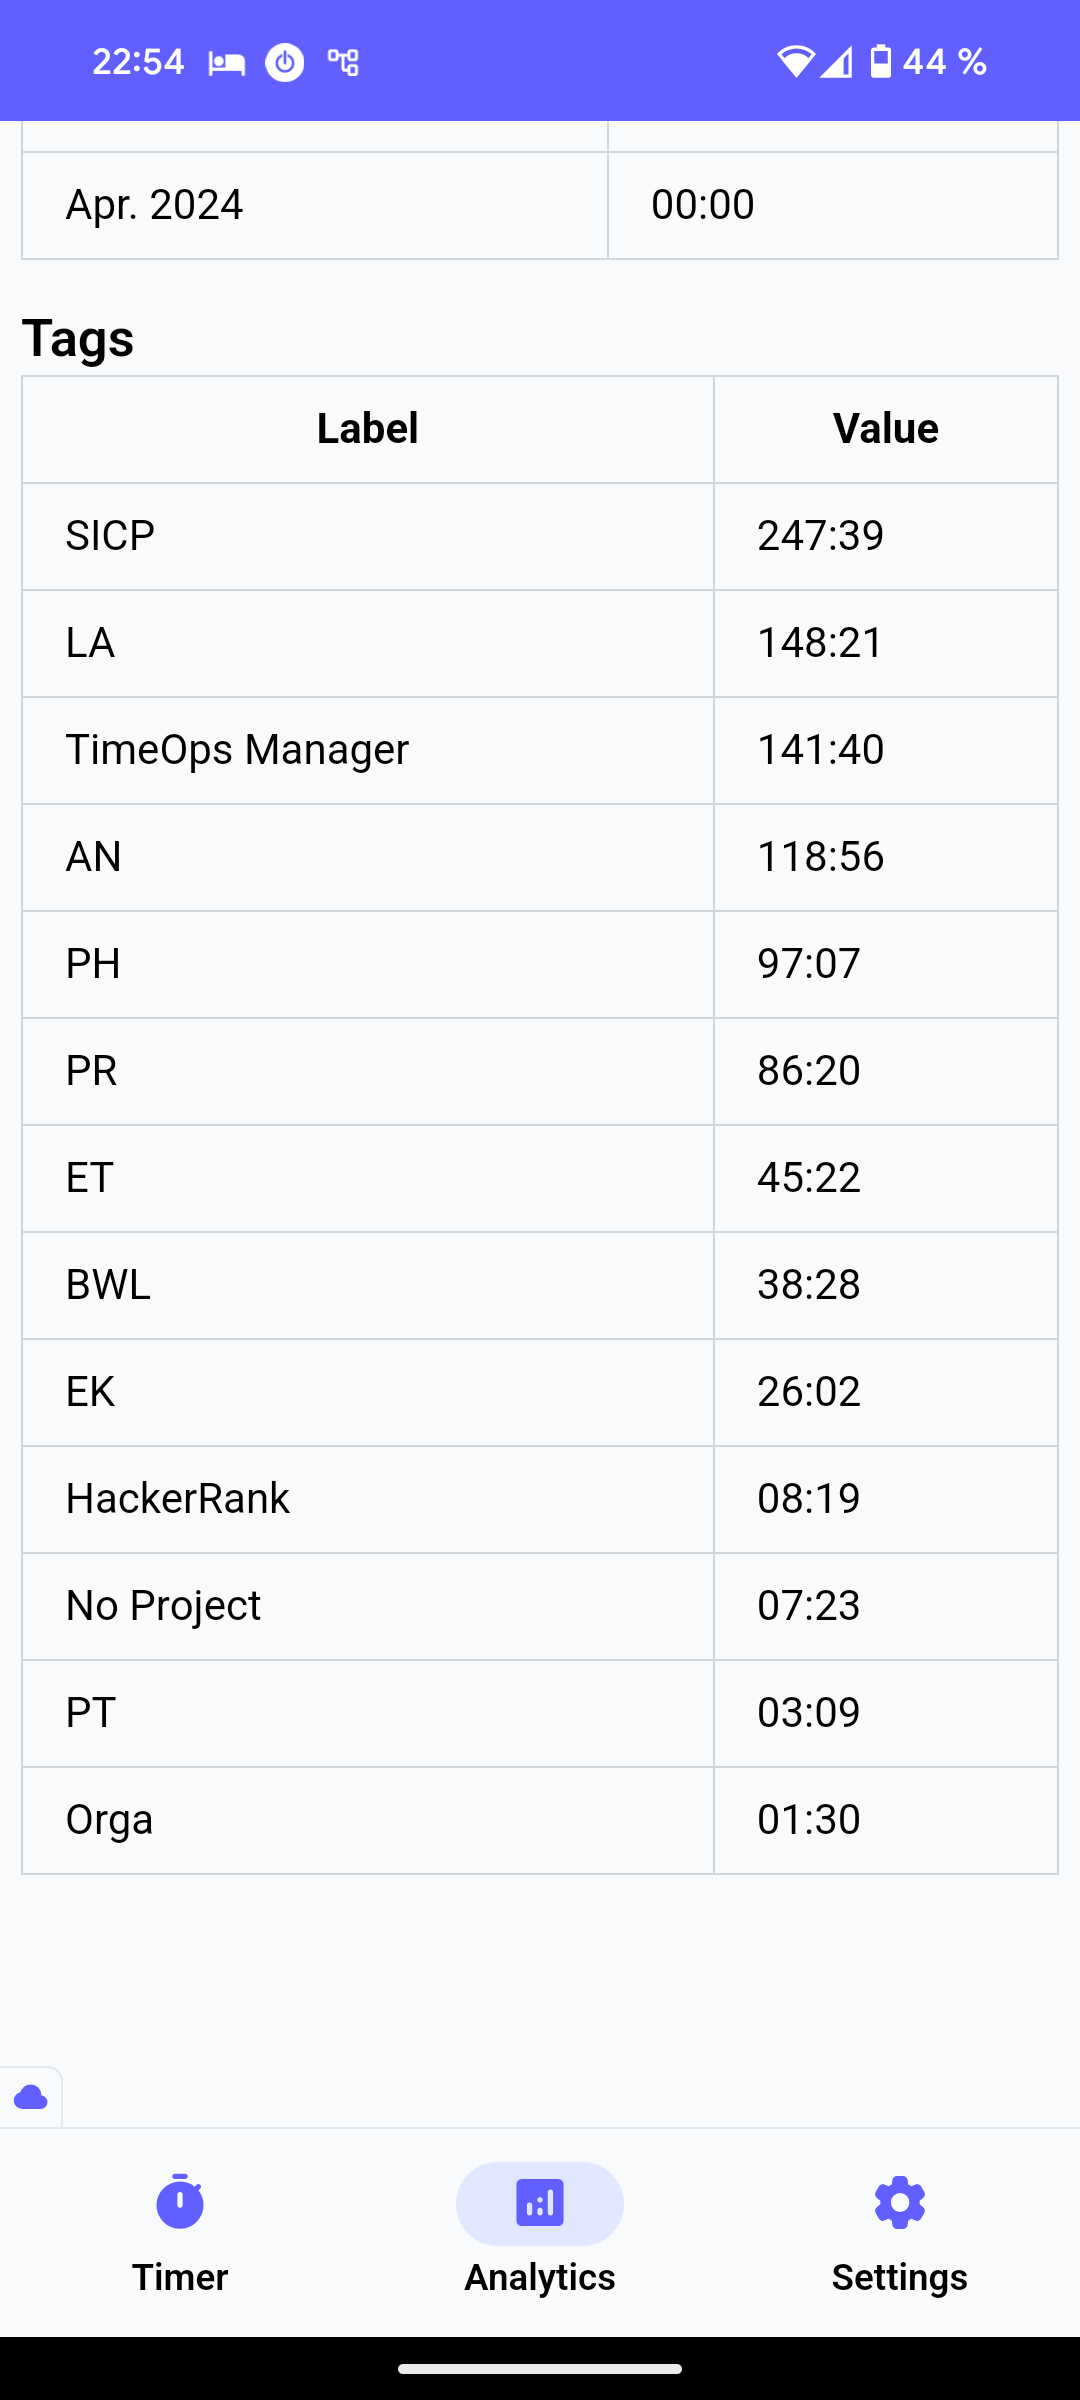 22:54 44 %
Apr. 2024 00:00
Tags
Label Value
SICP 247:39
LA 148:21
TimeOps Manager 141:40
AN 118:56
PH 97:07
PR 86:20
ET 45:22
BWL 38:28
EK 26:02
HackerRank 08:19
No Project 07:23
PT 03:09
Orga 01:30
Timer Analytics Settings